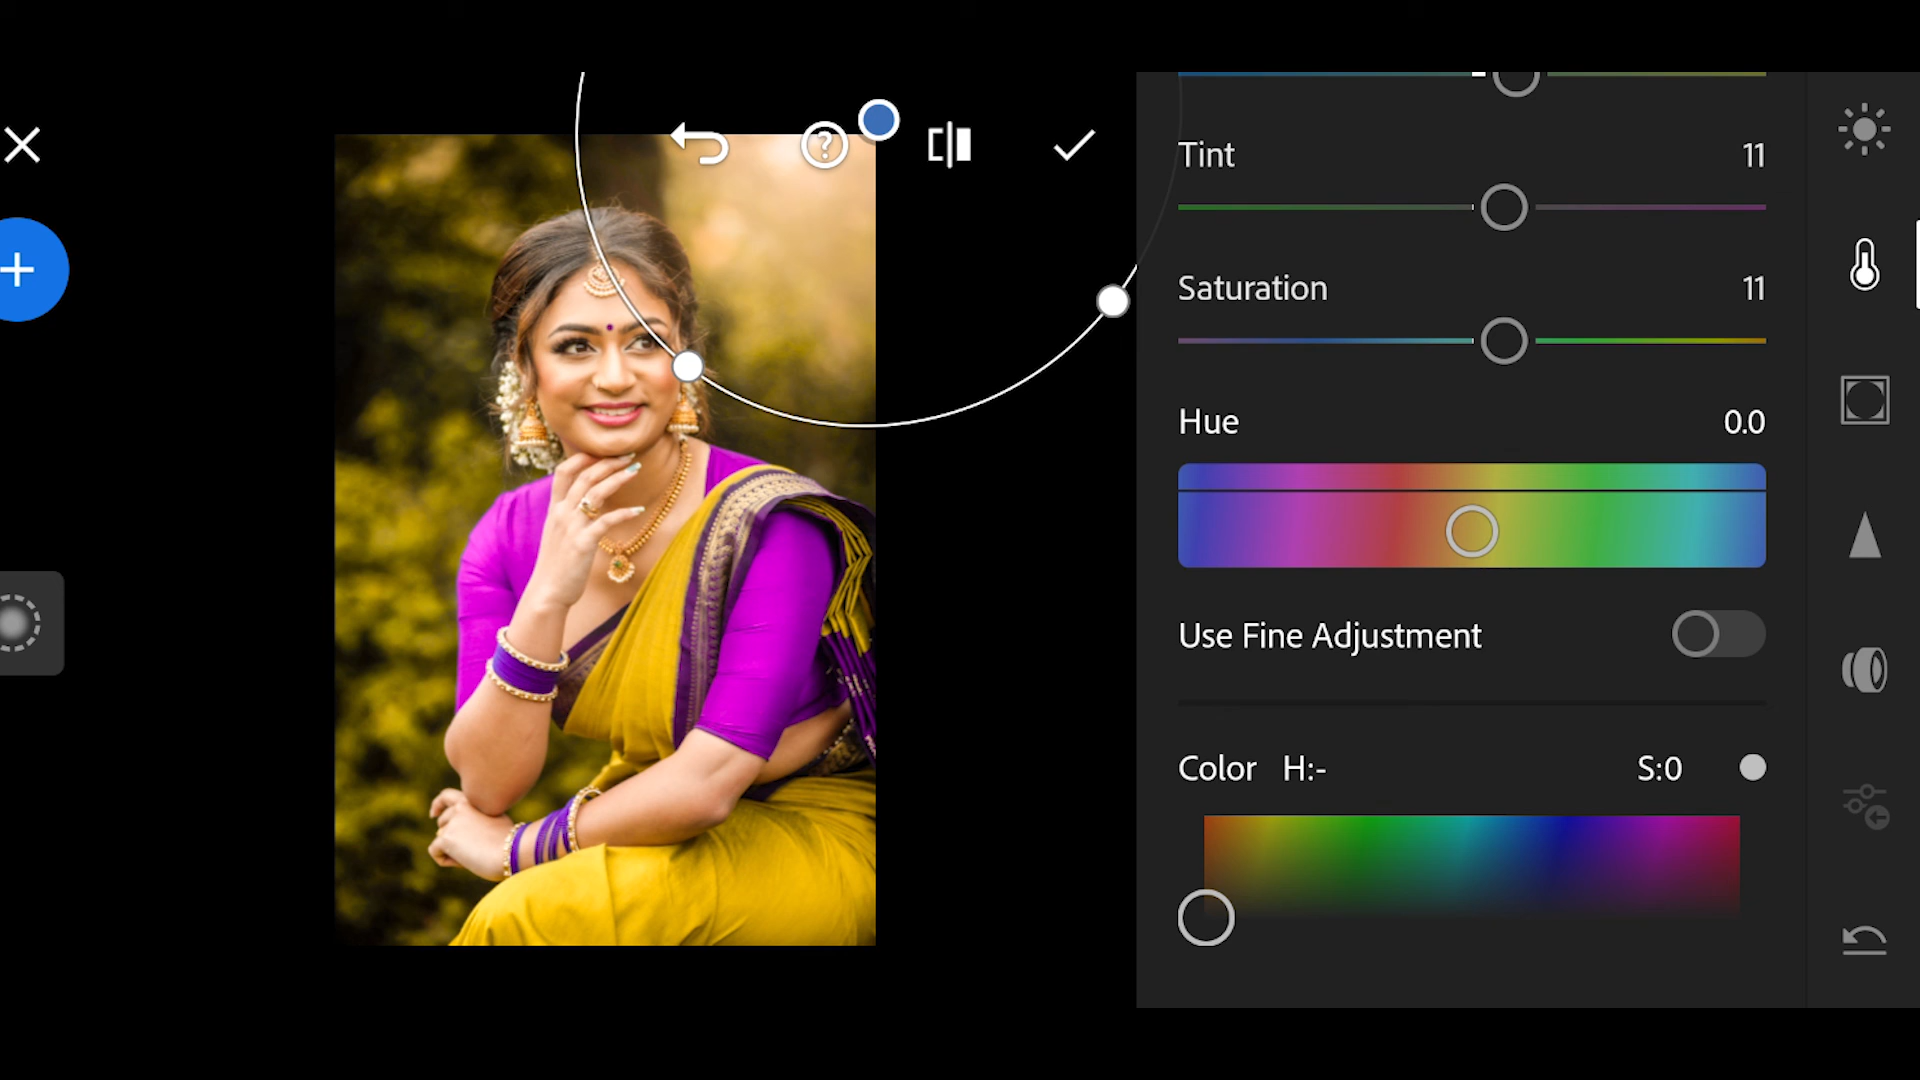 Tint 11
Saturation 11
Hue 0.0
Use Fine Adjustment
Color H:- S:0